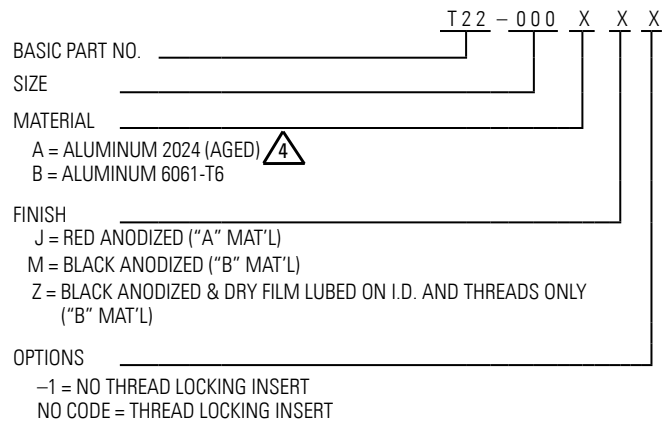 T22–000 X X X
BASIC PART NO.
SIZE
MATERIAL
A = ALUMINUM 2024 (AGED) 4
B = ALUMINUM 6061-T6
FINISH
J = RED ANODIZED (“A” MAT’L)
M = BLACK ANODIZED (“B” MAT’L)
Z = BLACK ANODIZED & DRY FILM LUBED ON I.D. AND THREADS ONLY
(“B” MAT’L)
OPTIONS
–1 = NO THREAD LOCKING INSERT
NO CODE = THREAD LOCKING INSERT